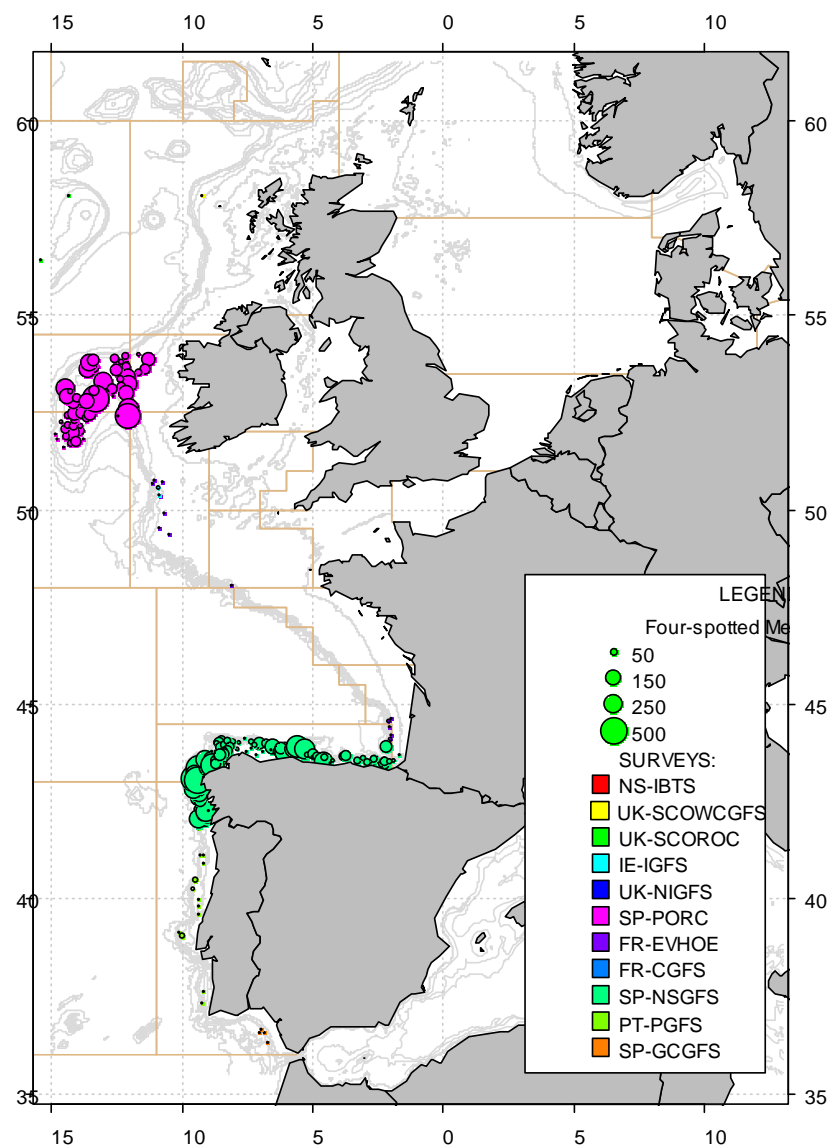 15 10 5 0 5 10
60 60
55 55
50 50
45 45
40 40
35 35
LEGEN
Four-spotted Me
50
150
250
500
SURVEYS:
NS-IBTS
UK-SCOWCGFS
UK-SCOROC
IE-IGFS
UK-NIGFS
SP-PORC
FR-EVHOE
FR-CGFS
SP-NSGFS
PT-PGFS
SP-GCGFS
15 10 5 0 5 10